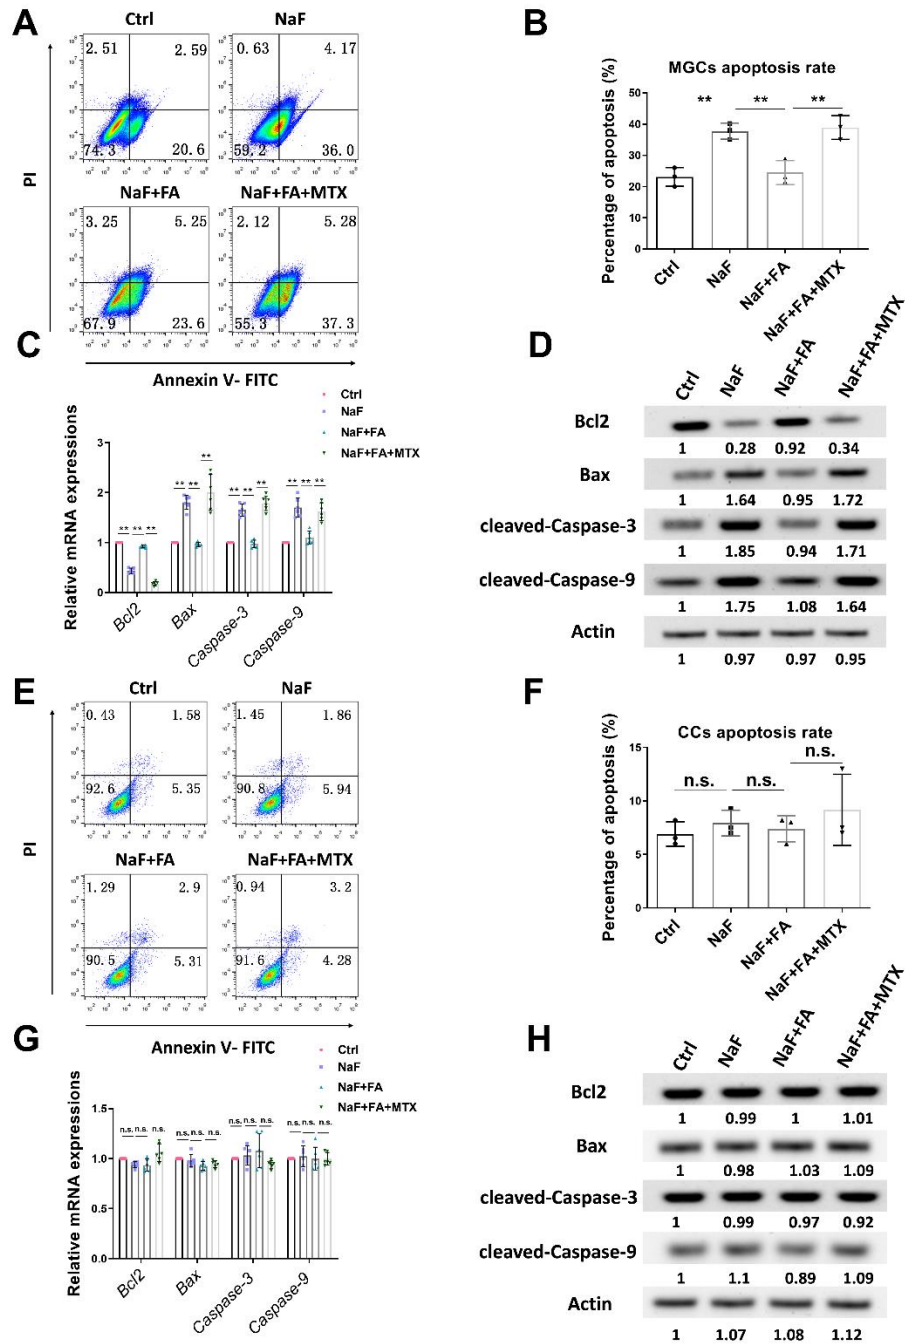 A
Ctrl
NaF
2.51
2.59
0.63
4.17
74.3
20.6
59.2
36.0
NaF+FA
NaF+FA+MTX
3.25
5.25
2.12
5.28
67.9
23.6
55.3
37.3
PI
Annexin V- FITC
B
MGCs apoptosis rate
Percentage of apoptosis (%)
** ** **
50
40
30
20
10
0
Ctrl
NaF
NaF+FA
NaF+FA+MTX
C
Ctrl
NaF
NaF+FA
NaF+FA+MTX
Relative mRNA expressions
3
2
1
0
** ** **
** ** **
** ** **
** ** **
Bcl2
Bax
Caspase-3
Caspase-9
D
Ctrl
NaF
NaF+FA
NaF+FA+MTX
Bcl2
1 0.28 0.92 0.34
Bax
1 1.64 0.95 1.72
cleaved-Caspase-3
1 1.85 0.94 1.71
cleaved-Caspase-9
1 1.75 1.08 1.64
Actin
1 0.97 0.97 0.95
E
Ctrl
NaF
0.43
1.58
1.45
1.86
92.6
5.35
90.8
5.94
NaF+FA
NaF+FA+MTX
1.29
2.9
0.94
3.2
90.5
5.31
91.6
4.28
PI
Annexin V- FITC
F
CCs apoptosis rate
Percentage of apoptosis (%)
n.s. n.s. n.s.
15
10
5
0
Ctrl
NaF
NaF+FA
NaF+FA+MTX
G
Ctrl
NaF
NaF+FA
NaF+FA+MTX
Relative mRNA expressions
1.5
1.0
0.5
0.0
n.s. n.s. n.s.
n.s. n.s. n.s.
n.s. n.s. n.s.
n.s. n.s. n.s.
Bcl2
Bax
Caspase-3
Caspase-9
H
Ctrl
NaF
NaF+FA
NaF+FA+MTX
Bcl2
1 0.99 1 1.01
Bax
1 0.98 1.03 1.09
cleaved-Caspase-3
1 0.99 0.97 0.92
cleaved-Caspase-9
1 1.1 0.89 1.09
Actin
1 1.07 1.08 1.12